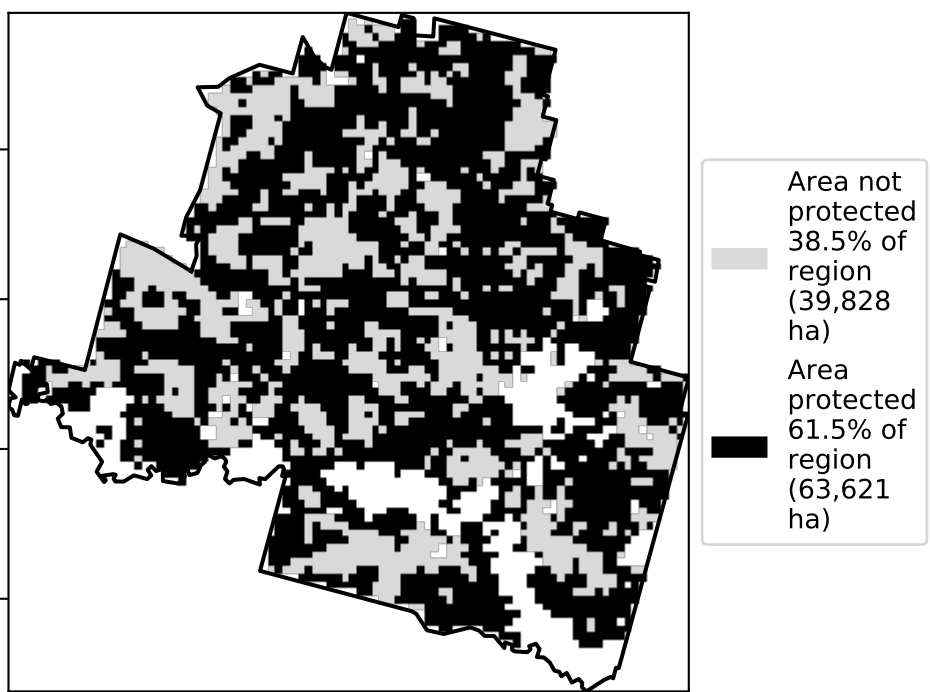 Area not
protected
38.5% of
region
(39,828
ha)
Area
protected
61.5% of
region
(63,621
ha)